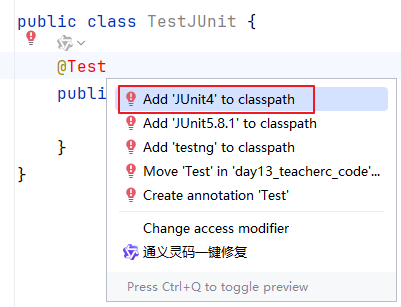 public class TestJUnit {
@Test
publi
Add 'JUnit4' to classpath
Add 'JUnit5.8.1' to classpath
Add 'testng' to classpath
Move 'Test' in 'day13_teacherc_code'...
Create annotation 'Test'
Change access modifier
通义灵码一键修复
Press Ctrl+Q to toggle preview
}
}